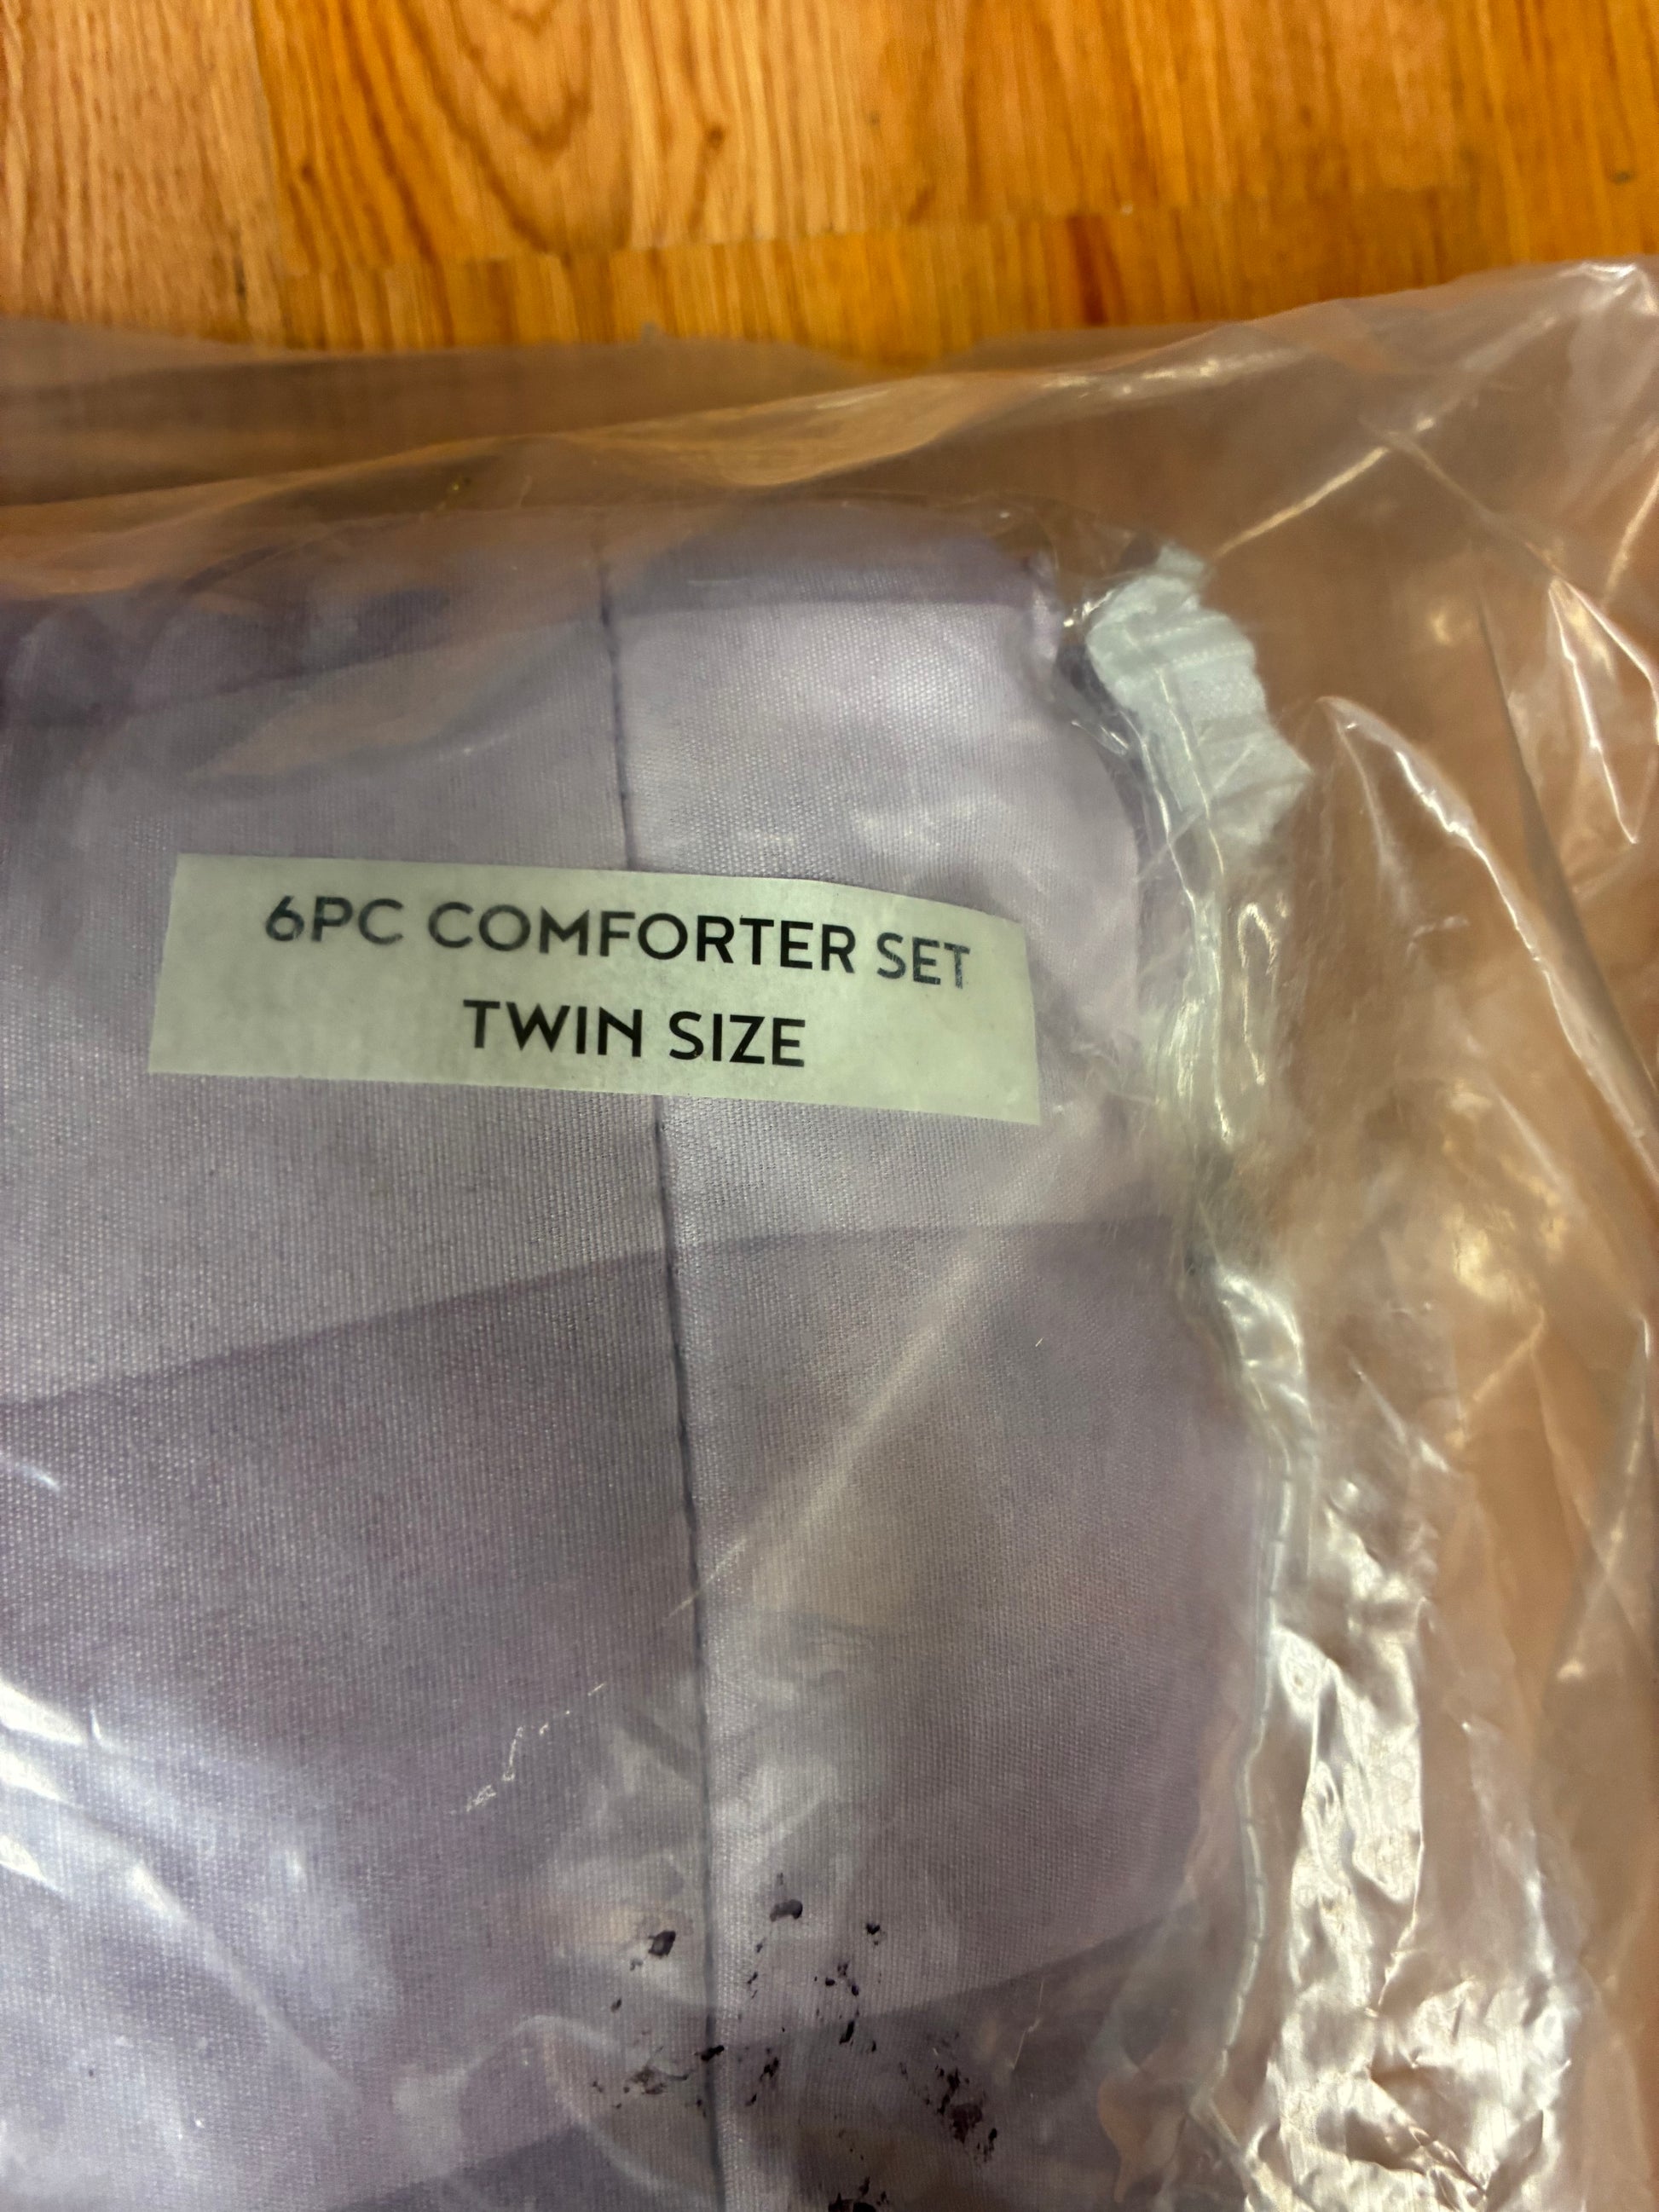 6PC COMFORTER SET
TWIN SIZE